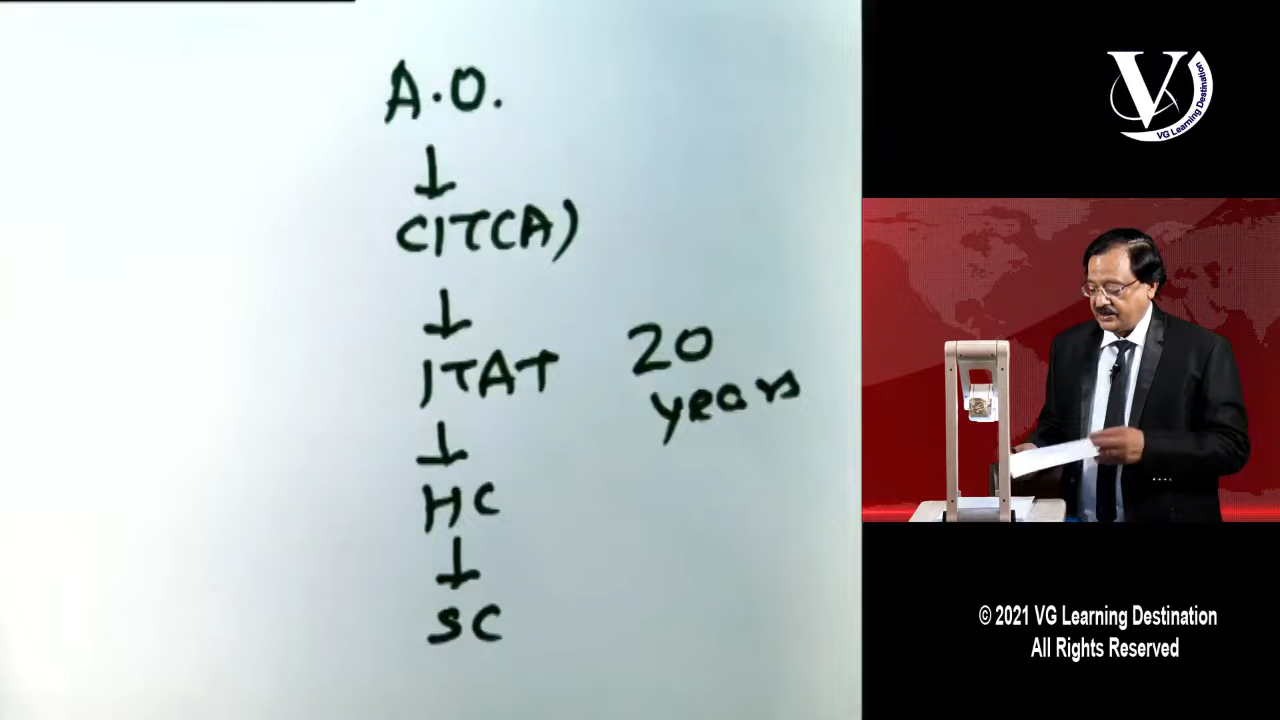 A.O.
↓
CIT(A)
↓
ITAT
20
years
↓
HC
↓
SC
V
VG Learning Destination
© 2021 VG Learning Destination
All Rights Reserved